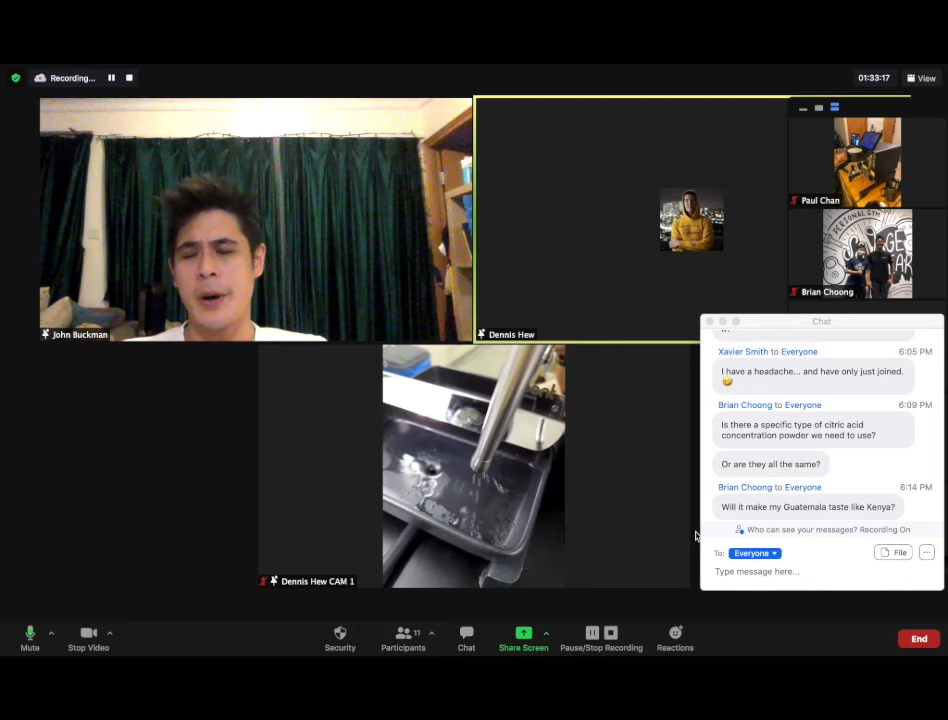 Recording...
01:33:17
View
John Buckman
Dennis Hew
Paul Chan
PERSONAL GYM
Brian Choong
Dennis Hew CAM 1
Chat
Xavier Smith to Everyone
6:05 PM
I have a headache... and have only just joined.
🤣
Brian Choong to Everyone
6:09 PM
Is there a specific type of citric acid
concentration powder we need to use?
Or are they all the same?
Brian Choong to Everyone
6:14 PM
Will it make my Guatemala taste like Kenya?
Who can see your messages? Recording On
To: Everyone
File
Type message here...
Mute
Stop Video
Security
Participants
11
Chat
Share Screen
Pause/Stop Recording
Reactions
End